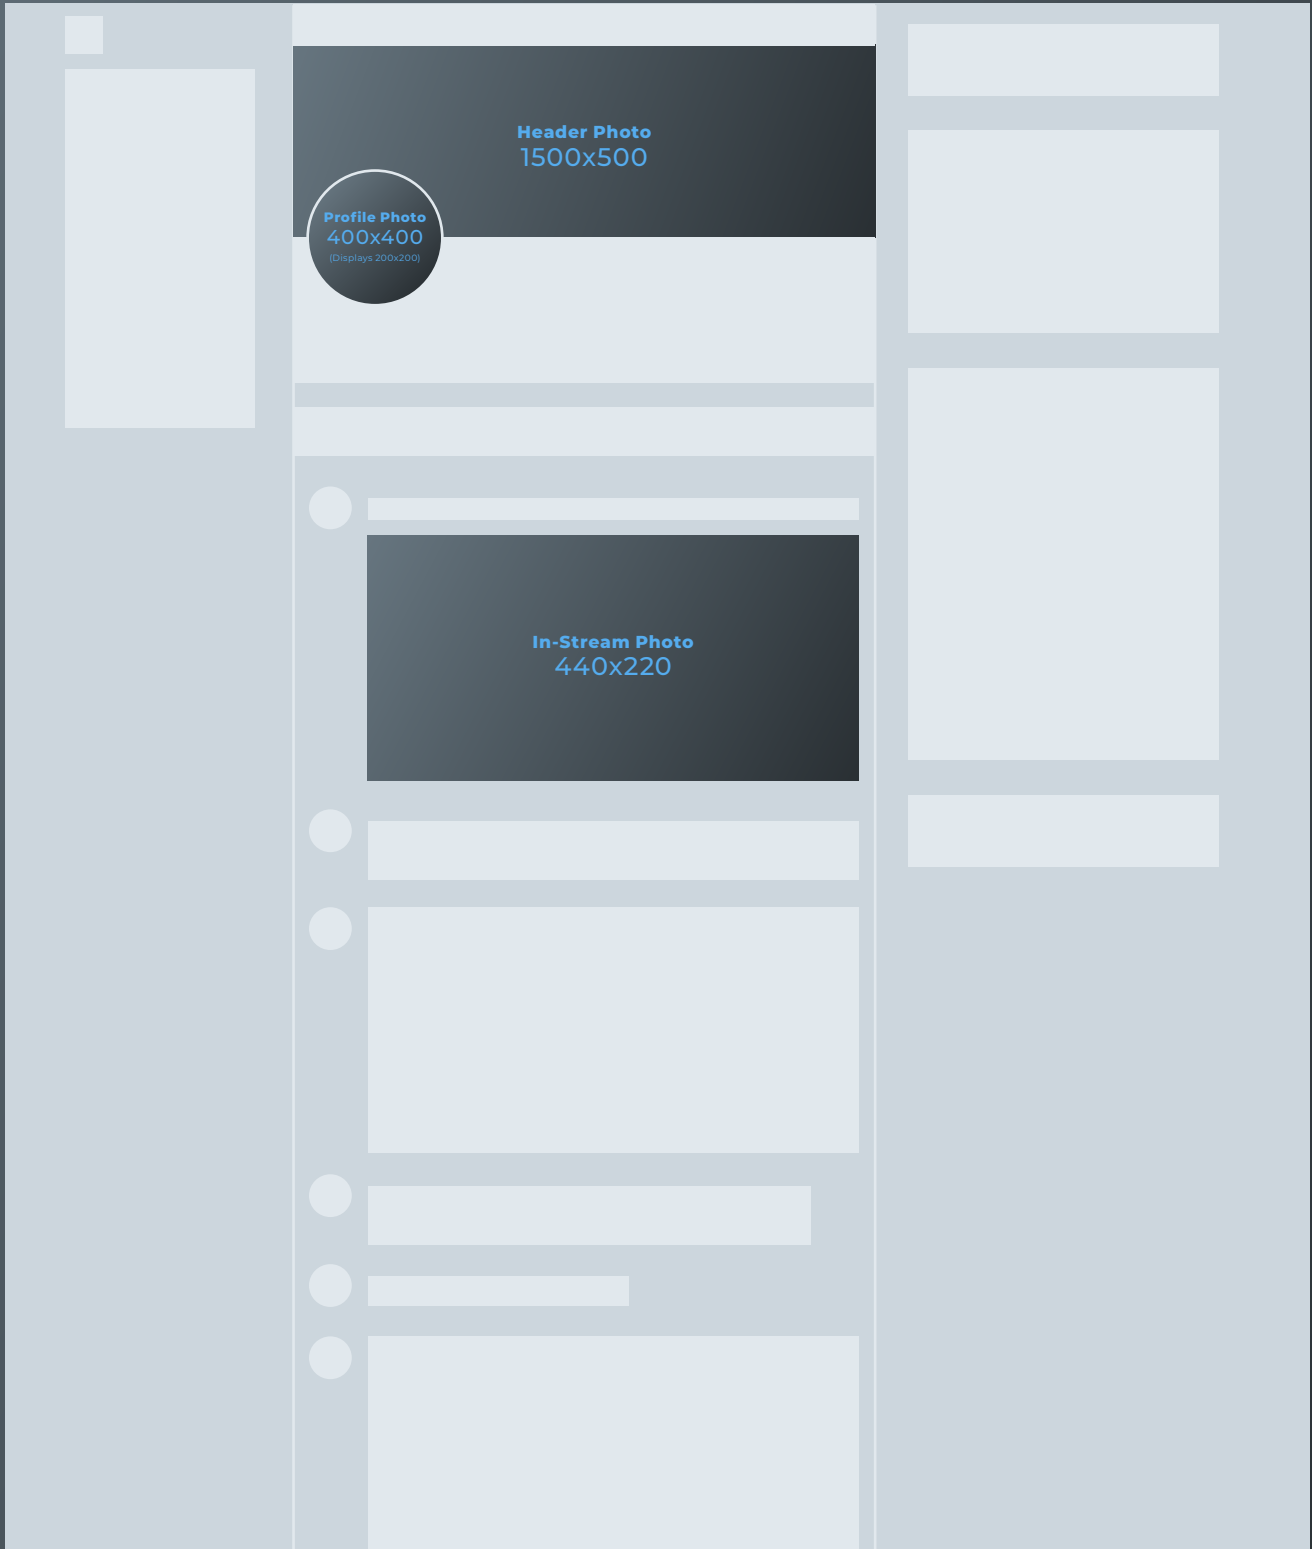 Header Photo
1500x500
Profile Photo
400x400
(Displays 200x200)
In-Stream Photo
440x220